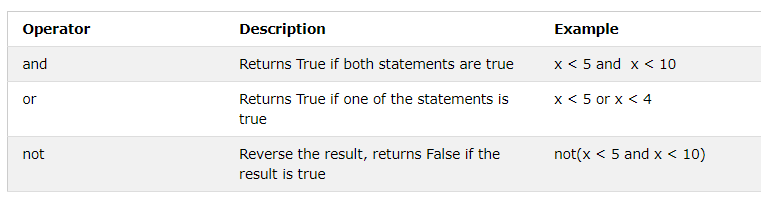 Operator Description Example
and Returns True if both statements are true x < 5 and  x < 10
or Returns True if one of the statements is x < 5 or x < 4
true
not Reverse the result, returns False if the not(x < 5 and x < 10)
result is true